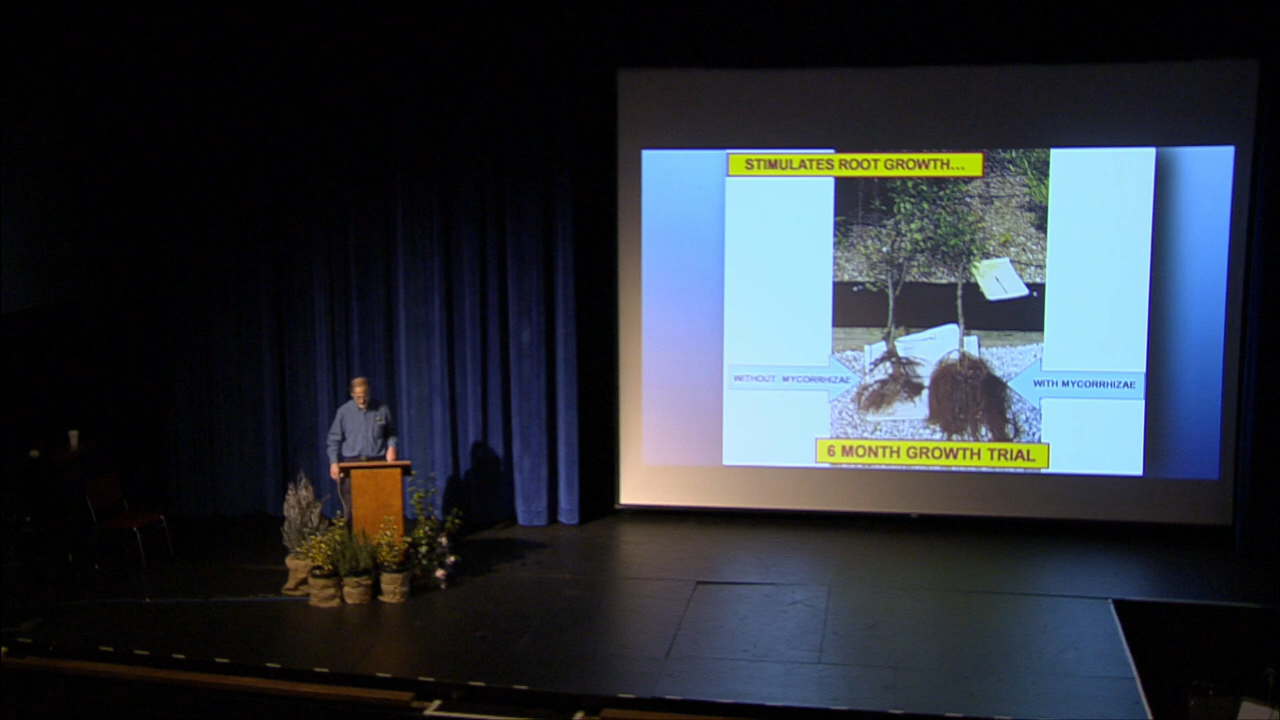 STIMULATES ROOT GROWTH...
WITHOUT MYCORRHIZAE
WITH MYCORRHIZAE
6 MONTH GROWTH TRIAL